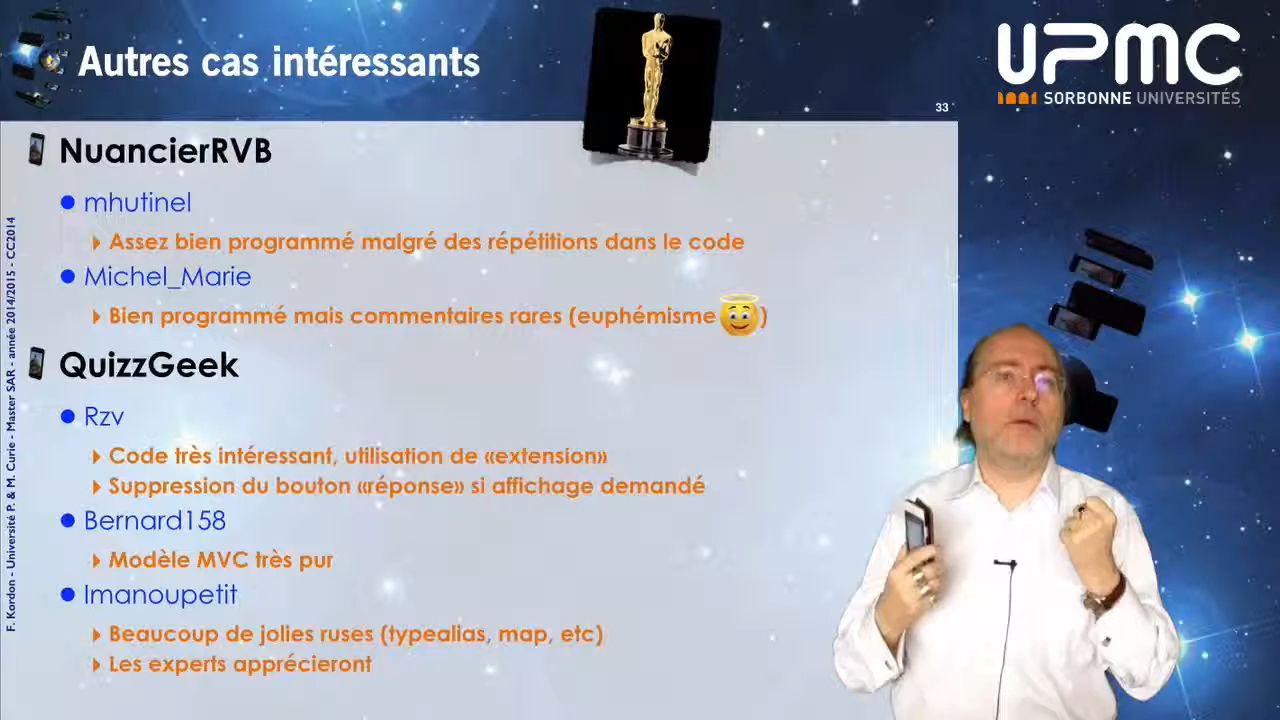 Autres cas intéressants
UPMC
SORBONNE UNIVERSITÉS
33
NuancierRVB
mhutinel
Assez bien programmé malgré des répétitions dans le code
Michel_Marie
Bien programmé mais commentaires rares (euphémisme 😇)
QuizzGeek
Rzv
Code très intéressant, utilisation de «extension»
Suppression du bouton «réponse» si affichage demandé
Bernard158
Modèle MVC très pur
Imanoupetit
Beaucoup de jolies ruses (typealias, map, etc)
Les experts apprécieront
F. Kordon - Université P. & M. Curie - Master SAR - année 2014/2015 - CC2014